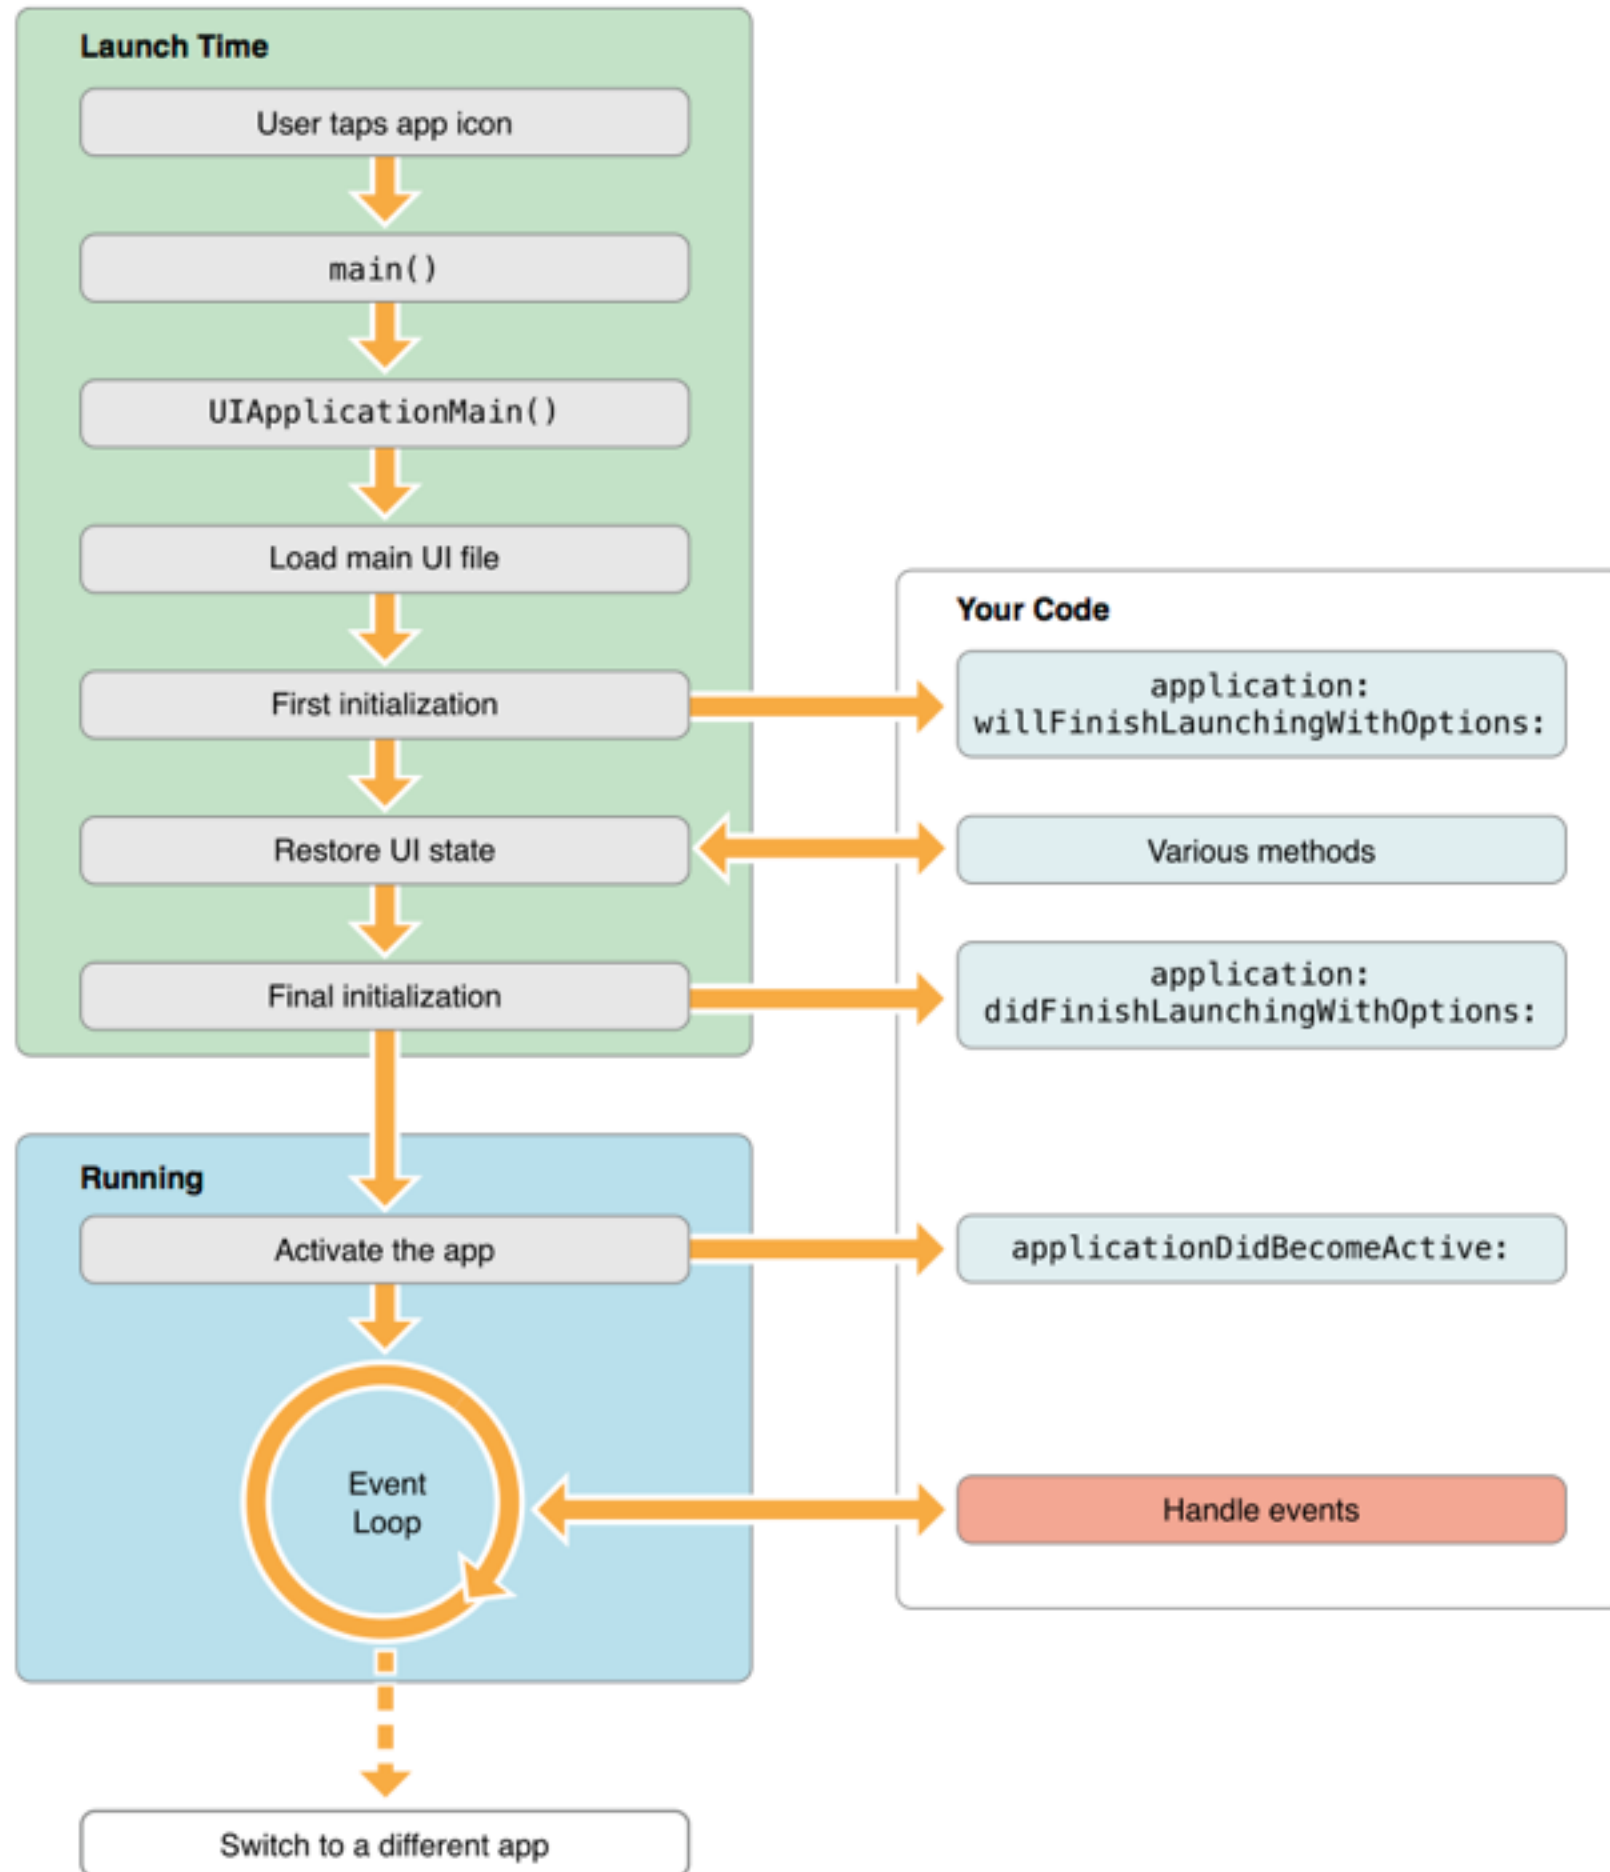 Launch Time
User taps app icon
main()
UIApplicationMain()
Load main UI file
First initialization
Restore UI state
Final initialization
Your Code
application:
willFinishLaunchingWithOptions:
Various methods
application:
didFinishLaunchingWithOptions:
Running
Activate the app
applicationDidBecomeActive:
Event
Loop
Handle events
Switch to a different app